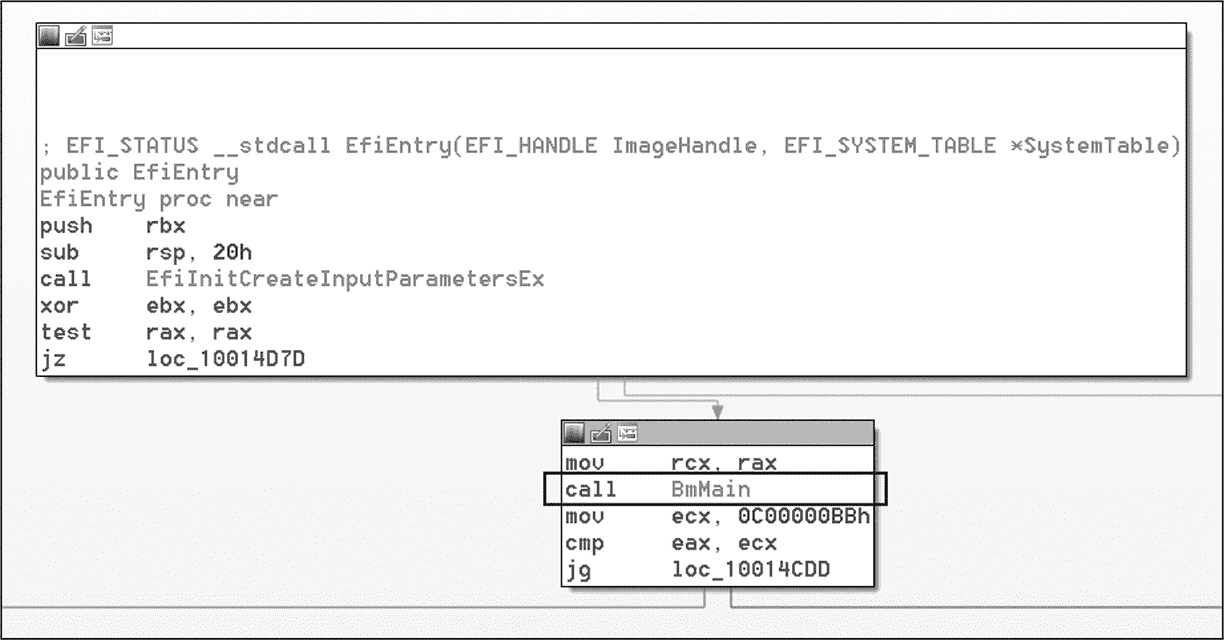 ; EFI_STATUS __stdcall EfiEntry(EFI_HANDLE ImageHandle, EFI_SYSTEM_TABLE *SystemTable)
public EfiEntry
EfiEntry proc near
push rbx
sub rsp, 20h
call EfiInitCreateInputParametersEx
xor ebx, ebx
test rax, rax
jz loc_10014D7D
mov rcx, rax
call BmMain
mov ecx, 0C00000BBh
cmp eax, ecx
jg loc_10014CDD